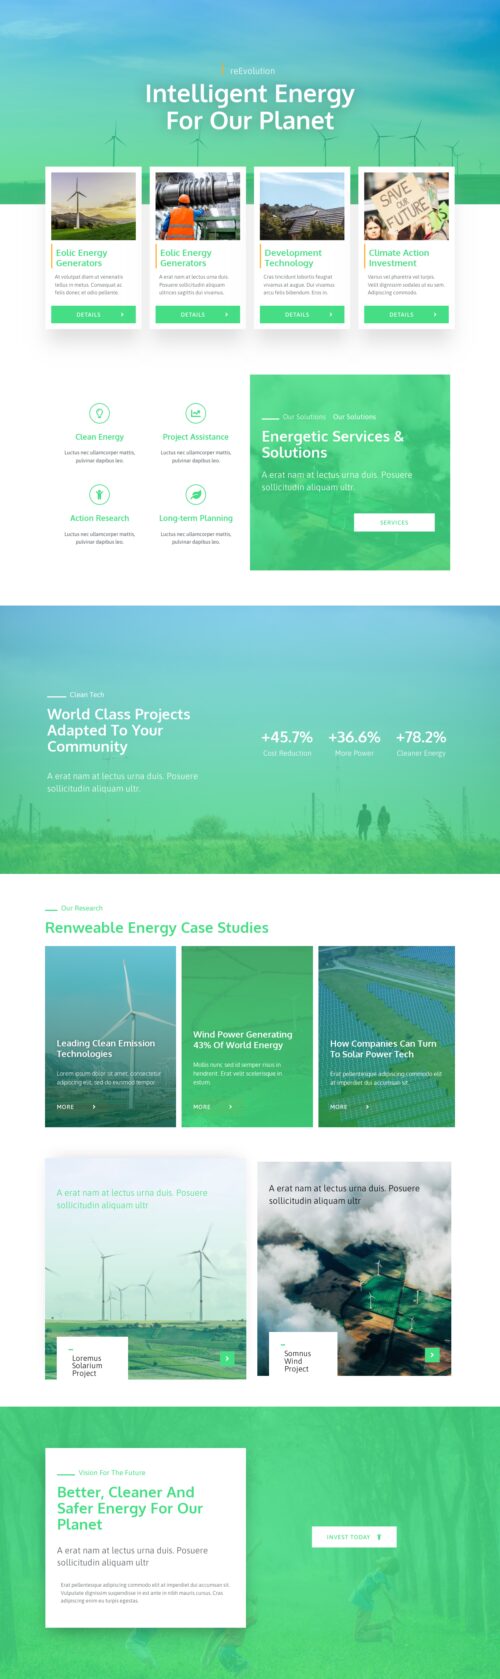 reEvolution
Intelligent Energy
For Our Planet
SAVE
OUR
FUTURE
Eolic Energy
Generators
At volutpat diam at venenatis
tellus in metus. Consequat ac
felis donec et odio pellente.
DETAILS
Eolic Energy
Generators
A erat nam at lectus urna duis.
Posuere sollicitudin aliquam
ultrices sagittis dui vivamus.
DETAILS
Development
Technology
Cras tincidunt lobortis feugiat
vivamus at augue. Dui vivamus
arcu felis bibendum. Eros in.
DETAILS
Climate Action
Investment
Varius vel pharetra vel turpis.
Velit dignissim sodales ut eu sem.
Adipiscing commodo.
DETAILS
Clean Energy
Luctus nec ullamcorper mattis,
pulvinar dapibus leo.
Project Assistance
Luctus nec ullamcorper mattis,
pulvinar dapibus leo.
Action Research
Luctus nec ullamcorper mattis,
pulvinar dapibus leo.
Long-term Planning
Luctus nec ullamcorper mattis,
pulvinar dapibus leo.
Our Solutions Our Solutions
Energetic Services &
Solutions
A erat nam at lectus urna duis. Posuere
sollicitudin aliquam ultr.
SERVICES
Clean Tech
World Class Projects
Adapted To Your
Community
A erat nam at lectus urna duis. Posuere
sollicitudin aliquam ultr.
+45.7%
Cost Reduction
+36.6%
More Power
+78.2%
Cleaner Energy
Our Research
Renweable Energy Case Studies
Leading Clean Emission
Technologies
Lorem ipsum dolor sit amet, consectetur
adipiscing elit, sed do eiusmod tempor.
MORE
Wind Power Generating
43% Of World Energy
Mollis nunc sed id semper risus in
hendrerit. Erat velit scelerisque in
estum.
MORE
How Companies Can Turn
To Solar Power Tech
Erat pellentesque adipiscing commodo elit
at imperdiet dui accumsan sit.
MORE
A erat nam at lectus urna duis. Posuere
sollicitudin aliquam ultr
Loremus
Solarium
Project
A erat nam at lectus urna duis. Posuere
sollicitudin aliquam ultr
Somnus
Wind
Project
Vision For The Future
Better, Cleaner And
Safer Energy For Our
Planet
A erat nam at lectus urna duis. Posuere
sollicitudin aliquam ultr
Erat pellentesque adipiscing commodo elit at imperdiet dui accumsan sit.
Vulputate dignissim suspendisse in est ante in nibh mauris cursus. Cras
adipiscing enim eu turpis egestas.
INVEST TODAY